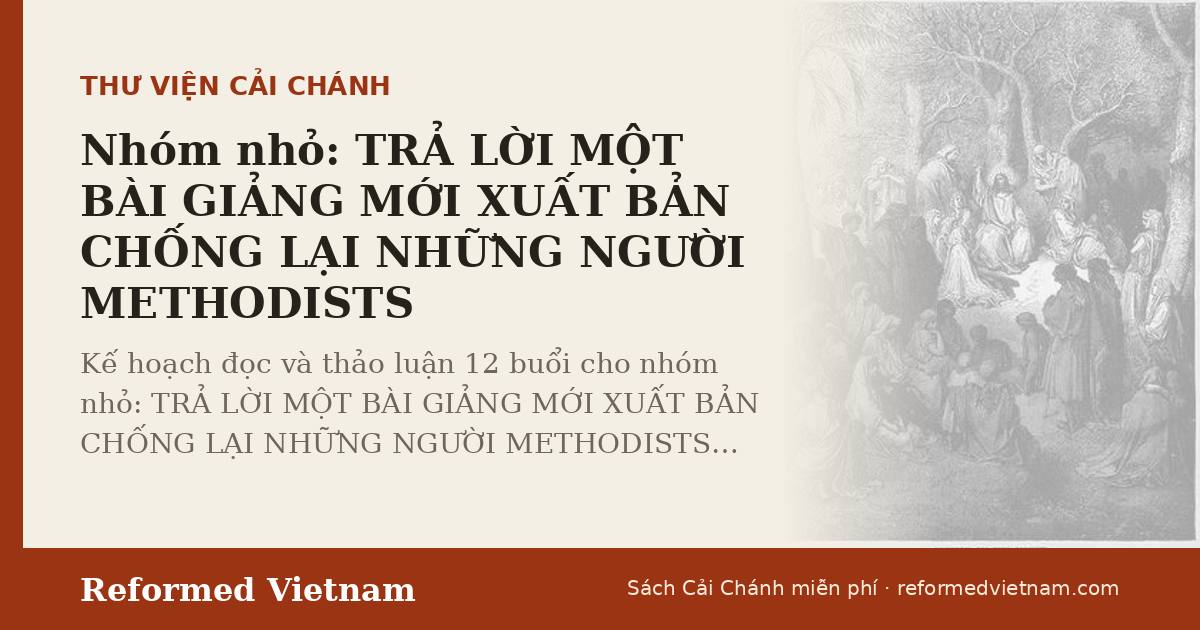 THƯ VIỆN CẢI CHÁNH
Nhóm nhỏ: TRẢ LỜI MỘT
BÀI GIẢNG MỚI XUẤT BẢN
CHỐNG LẠI NHỮNG NGƯỜI
METHODISTS
Kế hoạch đọc và thảo luận 12 buổi cho nhóm
nhỏ: TRẢ LỜI MỘT BÀI GIẢNG MỚI XUẤT BẢN
CHỐNG LẠI NHỮNG NGƯỜI METHODISTS...
Reformed Vietnam
Sách Cải Chánh miễn phí · reformedvietnam.com